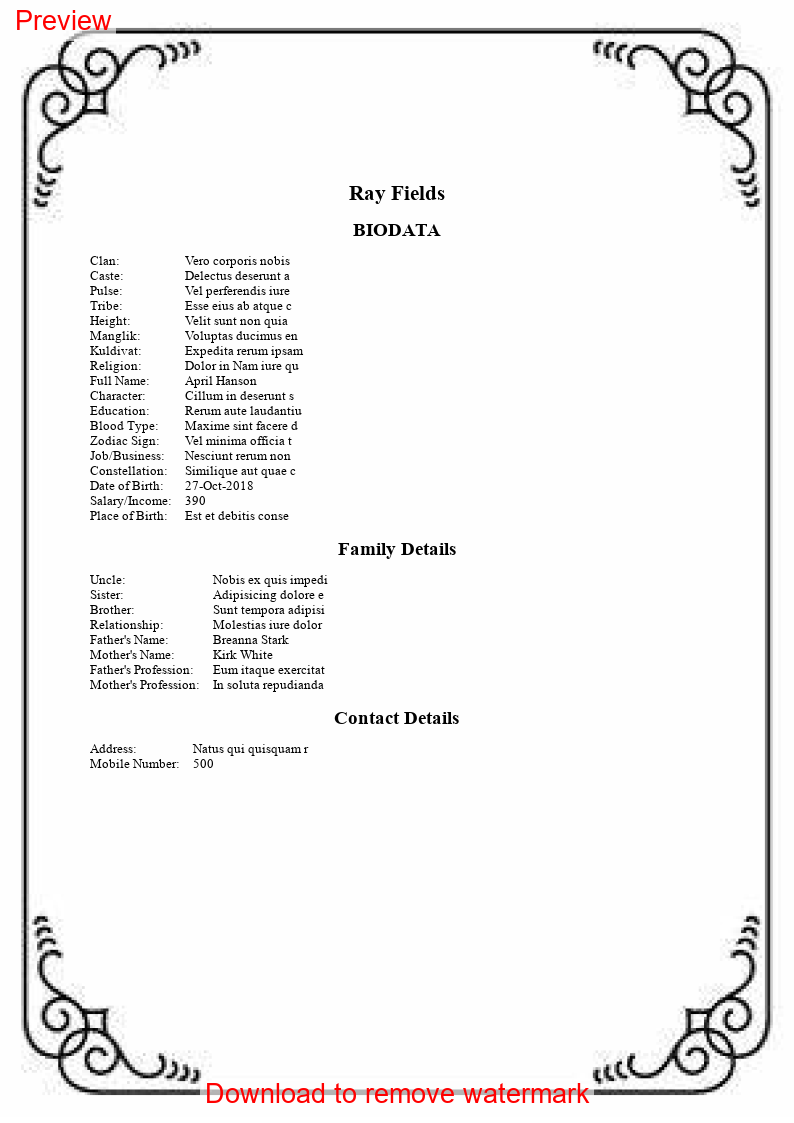 Preview
Ray Fields
BIODATA
Clan: Vero corporis nobis
Caste: Delectus deserunt a
Pulse: Vel perferendis iure
Tribe: Esse eius ab atque c
Height: Velit sunt non quia
Manglik: Voluptas ducimus en
Kuldivat: Expedita rerum ipsam
Religion: Dolor in Nam iure qu
Full Name: April Hanson
Character: Cillum in deserunt s
Education: Rerum aute laudantiu
Blood Type: Maxime sint facere d
Zodiac Sign: Vel minima officia t
Job/Business: Nesciunt rerum non
Constellation: Similique aut quae c
Date of Birth: 27-Oct-2018
Salary/Income: 390
Place of Birth: Est et debitis conse
Family Details
Uncle: Nobis ex quis impedi
Sister: Adipisicing dolore e
Brother: Sunt tempora adipisi
Relationship: Molestias iure dolor
Father's Name: Breanna Stark
Mother's Name: Kirk White
Father's Profession: Eum itaque exercitat
Mother's Profession: In soluta repudianda
Contact Details
Address: Natus qui quisquam r
Mobile Number: 500
Download to remove watermark